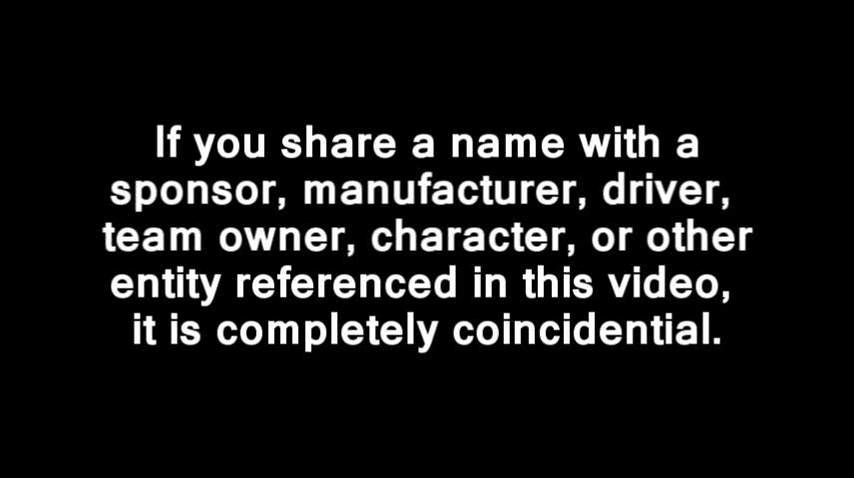 If you share a name with a
sponsor, manufacturer, driver,
team owner, character, or other
entity referenced in this video,
it is completely coincidential.